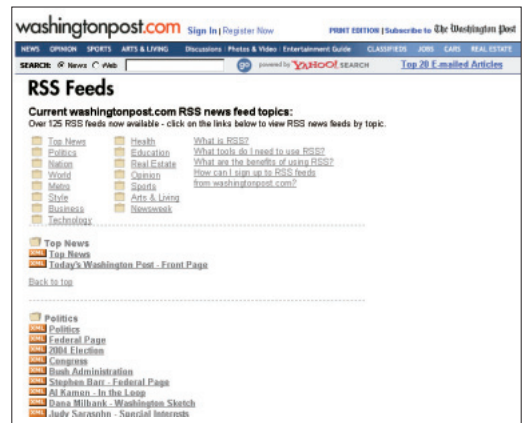 washingtonpost.com Sign In | Register Now PRINT EDITION | Subscribe to The Washington Post
NEWS OPINION SPORTS ARTS & LIVING Discussions | Photos & Video | Entertainment Guide CLASSIFIEDS JOBS CARS REAL ESTATE
SEARCH: News Web go powered by YAHOO! SEARCH Top 20 E-mailed Articles
RSS Feeds
Current washingtonpost.com RSS news feed topics:
Over 125 RSS feeds now available - click on the links below to view RSS news feeds by topic.
Top News Health What is RSS?
Politics Education What tools do I need to use RSS?
Nation Real Estate What are the benefits of using RSS?
World Opinion How can I sign up to RSS feeds
Metro Sports from washingtonpost.com?
Style Arts & Living
Business Newsweek
Technology
Top News
XML Top News
XML Today's Washington Post - Front Page
Back to top
Politics
XML Politics
XML Federal Page
XML 2004 Election
XML Congress
XML Bush Administration
XML Stephen Barr - Federal Page
XML Al Kamen - In the Loop
XML Dana Milbank - Washington Sketch
XML Judy Sarasohn - Special Interests